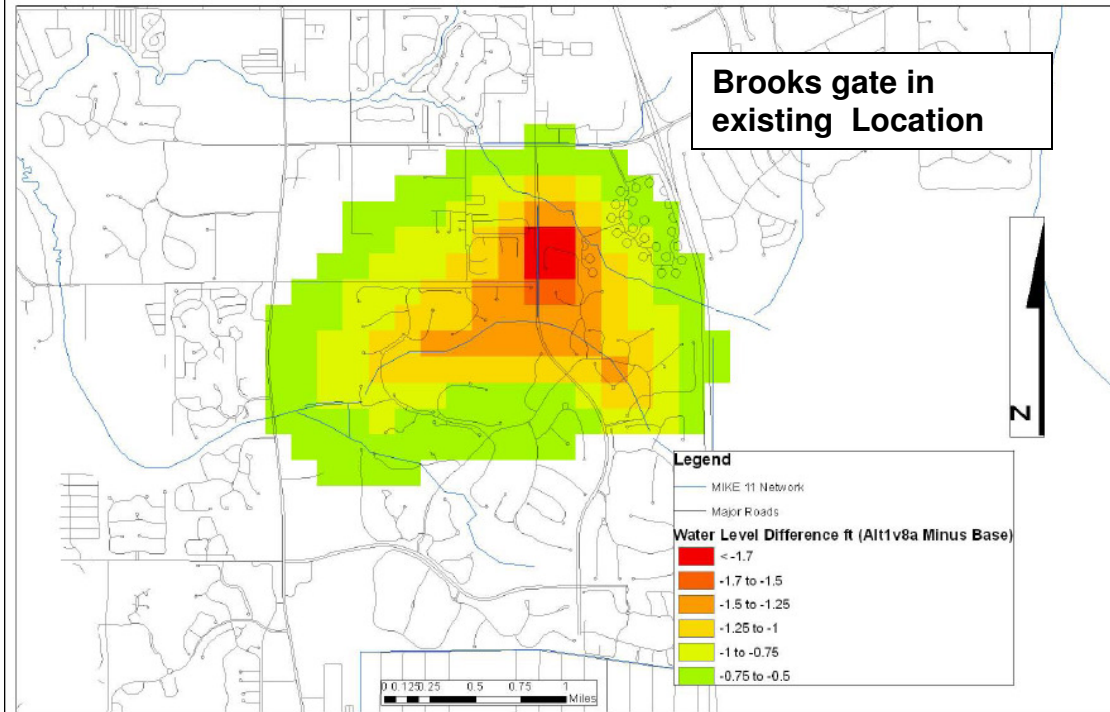 Brooks gate in
existing Location
N
Legend
MIKE 11 Network
Major Roads
Water Level Difference ft (Alt1v8a Minus Base)
< -1.7
-1.7 to -1.5
-1.5 to -1.25
-1.25 to -1
-1 to -0.75
-0.75 to -0.5
0 0.1250.25 0.5 0.75 1
Miles